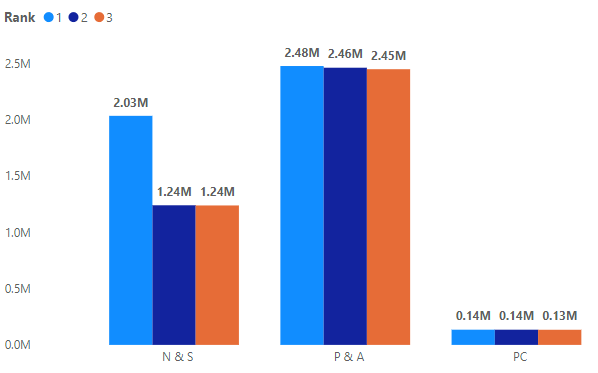 Rank 1 2 3
2.5M
2.0M
1.5M
1.0M
0.5M
0.0M
2.03M 1.24M 1.24M
2.48M 2.46M 2.45M
0.14M 0.14M 0.13M
N & S P & A PC